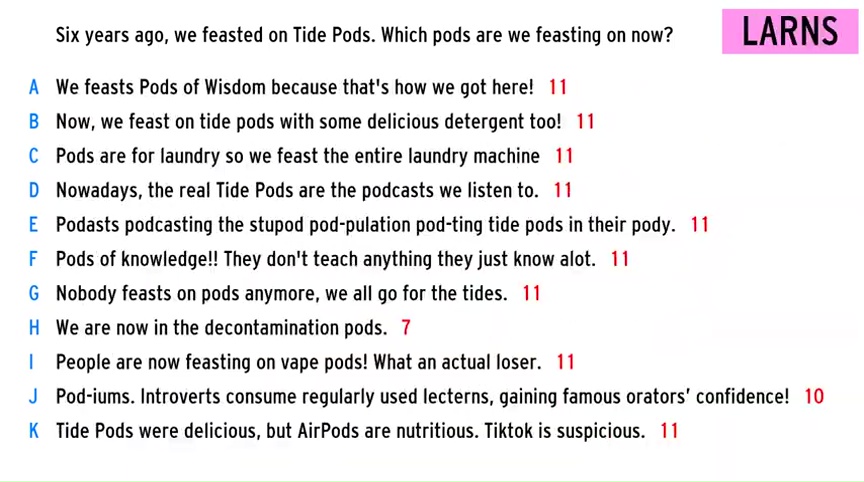 Six years ago, we feasted on Tide Pods. Which pods are we feasting on now?
LARNS
A We feasts Pods of Wisdom because that's how we got here! 11
B Now, we feast on tide pods with some delicious detergent too! 11
C Pods are for laundry so we feast the entire laundry machine 11
D Nowadays, the real Tide Pods are the podcasts we listen to. 11
E Podasts podcasting the stupod pod-pulation pod-ting tide pods in their pody. 11
F Pods of knowledge!! They don't teach anything they just know alot. 11
G Nobody feasts on pods anymore, we all go for the tides. 11
H We are now in the decontamination pods. 7
I People are now feasting on vape pods! What an actual loser. 11
J Pod-iums. Introverts consume regularly used lecterns, gaining famous orators’ confidence! 10
K Tide Pods were delicious, but AirPods are nutritious. Tiktok is suspicious. 11